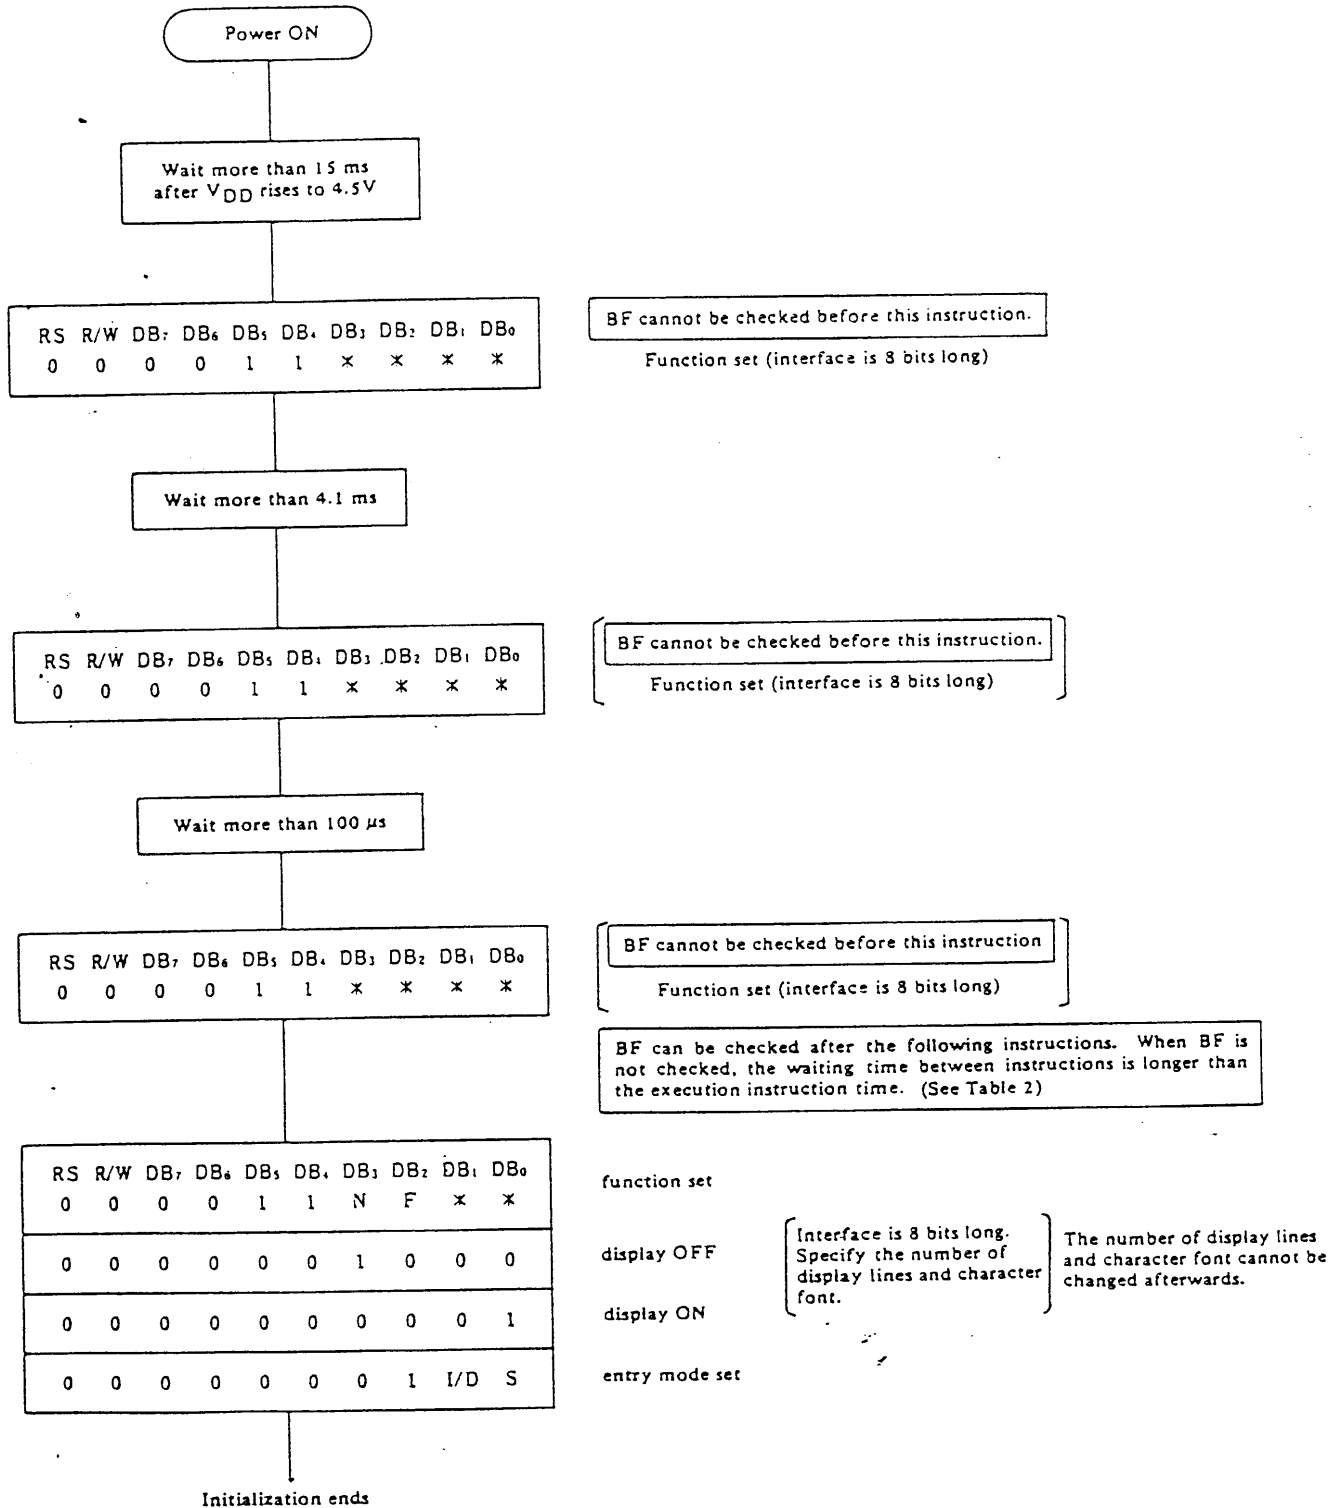 Power ON
Wait more than 15 ms
after VDD rises to 4.5V
RS R/W DB7 DB6 DB5 DB4 DB3 DB2 DB1 DB0
0 0 0 0 1 1 * * * *
BF cannot be checked before this instruction.
Function set (interface is 8 bits long)
Wait more than 4.1 ms
RS R/W DB7 DB6 DB5 DB4 DB3 DB2 DB1 DB0
0 0 0 0 1 1 * * * *
BF cannot be checked before this instruction.
Function set (interface is 8 bits long)
Wait more than 100 µs
RS R/W DB7 DB6 DB5 DB4 DB3 DB2 DB1 DB0
0 0 0 0 1 1 * * * *
BF cannot be checked before this instruction
Function set (interface is 8 bits long)
BF can be checked after the following instructions. When BF is
not checked, the waiting time between instructions is longer than
the execution instruction time. (See Table 2)
RS R/W DB7 DB6 DB5 DB4 DB3 DB2 DB1 DB0
0 0 0 0 1 1 N F * *
function set
0 0 0 0 0 0 1 0 0 0
display OFF
0 0 0 0 0 0 0 0 0 1
display ON
0 0 0 0 0 0 0 1 I/D S
entry mode set
Interface is 8 bits long.
Specify the number of
display lines and character
font.
The number of display lines
and character font cannot be
changed afterwards.
Initialization ends